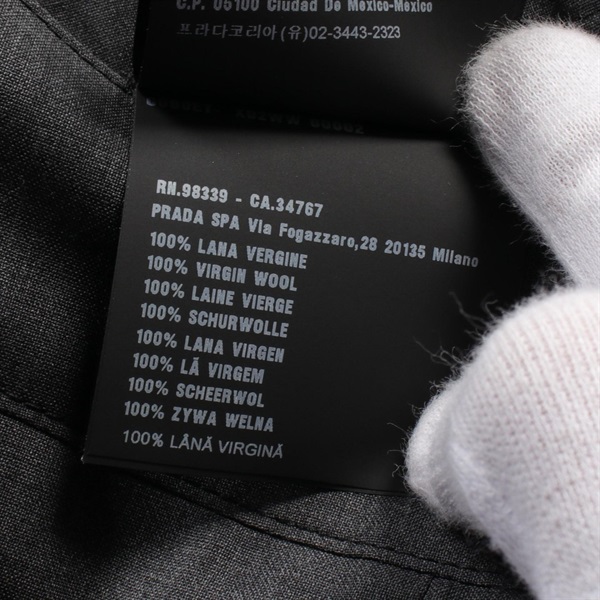 C.P. 05100 Ciudad De Mexico-Mexico
프라다코리아(유)02-3443-2323
RN.98339 - CA.34767
PRADA SPA Via Fogazzaro,28 20135 Milano
100% LANA VERGINE
100% VIRGIN WOOL
100% LAINE VIERGE
100% SCHURWOLLE
100% LANA VIRGEN
100% LÃ VIRGEM
100% SCHEERWOL
100% ZYWA WELNA
100% LÂNĂ VIRGINĂ